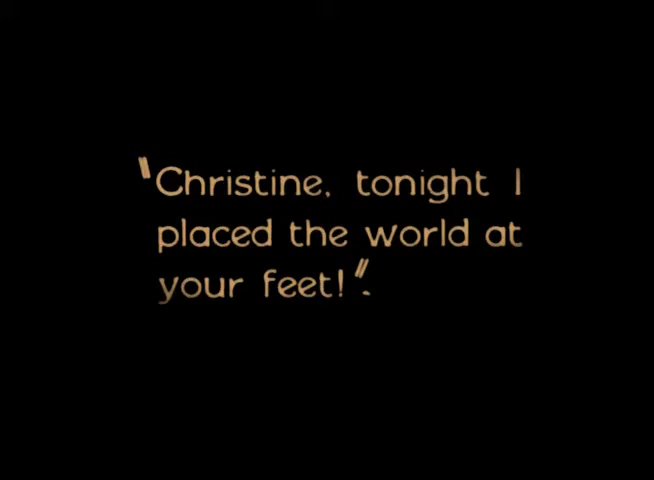 "Christine, tonight I
placed the world at
your feet!".